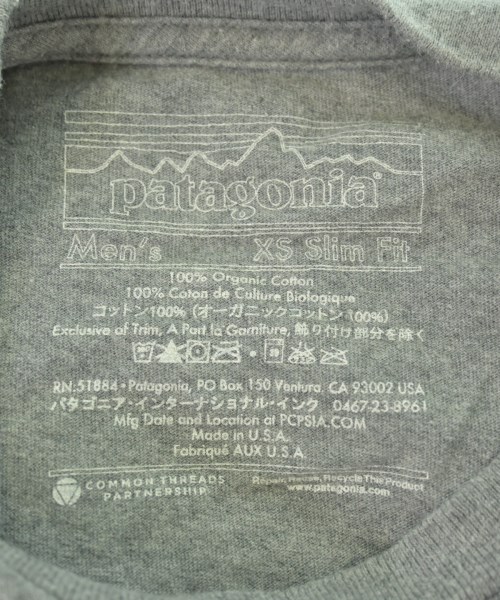 patagonia®
Men's XS Slim Fit
100% Organic Cotton
100% Coton de Culture Biologique
コットン100% (オーガニックコットン100%)
Exclusive of Trim, A Part la Garniture, 飾り付け部分を除く
RN:51884 • Patagonia, PO Box 150 Ventura, CA 93002 USA
パタゴニア・インターナショナル・インク 0467-23-8961
Mfg Date and Location at PCPSIA.COM
Made in U.S.A.
Fabriqué AUX U.S.A.
COMMON THREADS
PARTNERSHIP
Repair, Reuse, Recycle This Product
www.patagonia.com